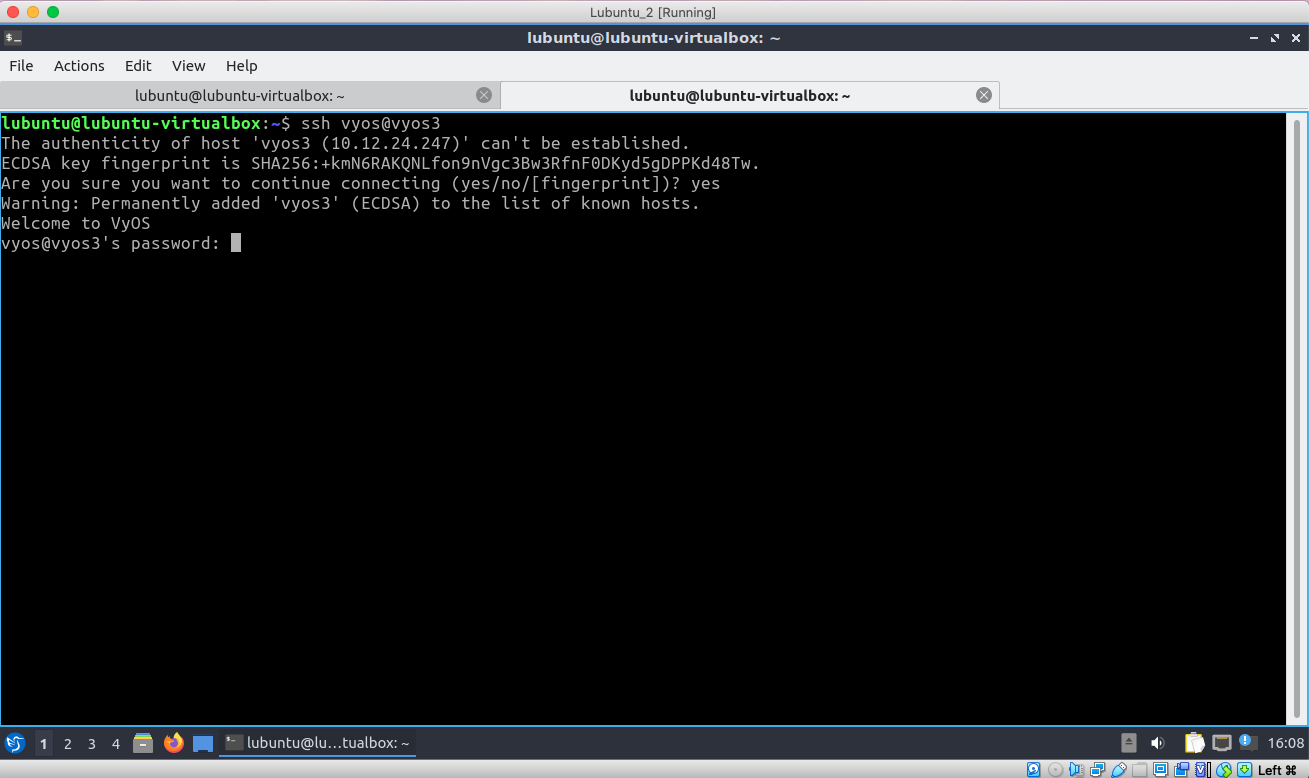 Lubuntu_2 [Running]
lubuntu@lubuntu-virtualbox: ~
File Actions Edit View Help
lubuntu@lubuntu-virtualbox: ~
lubuntu@lubuntu-virtualbox: ~
lubuntu@lubuntu-virtualbox:~$ ssh vyos@vyos3
The authenticity of host 'vyos3 (10.12.24.247)' can't be established.
ECDSA key fingerprint is SHA256:+kmN6RAKQNLfon9nVgc3Bw3RfnF0DKyd5gDPPKd48Tw.
Are you sure you want to continue connecting (yes/no/[fingerprint])? yes
Warning: Permanently added 'vyos3' (ECDSA) to the list of known hosts.
Welcome to VyOS
vyos@vyos3's password:
1 2 3 4 lubuntu@lu…tualbox: ~ 16:08
Left ⌘